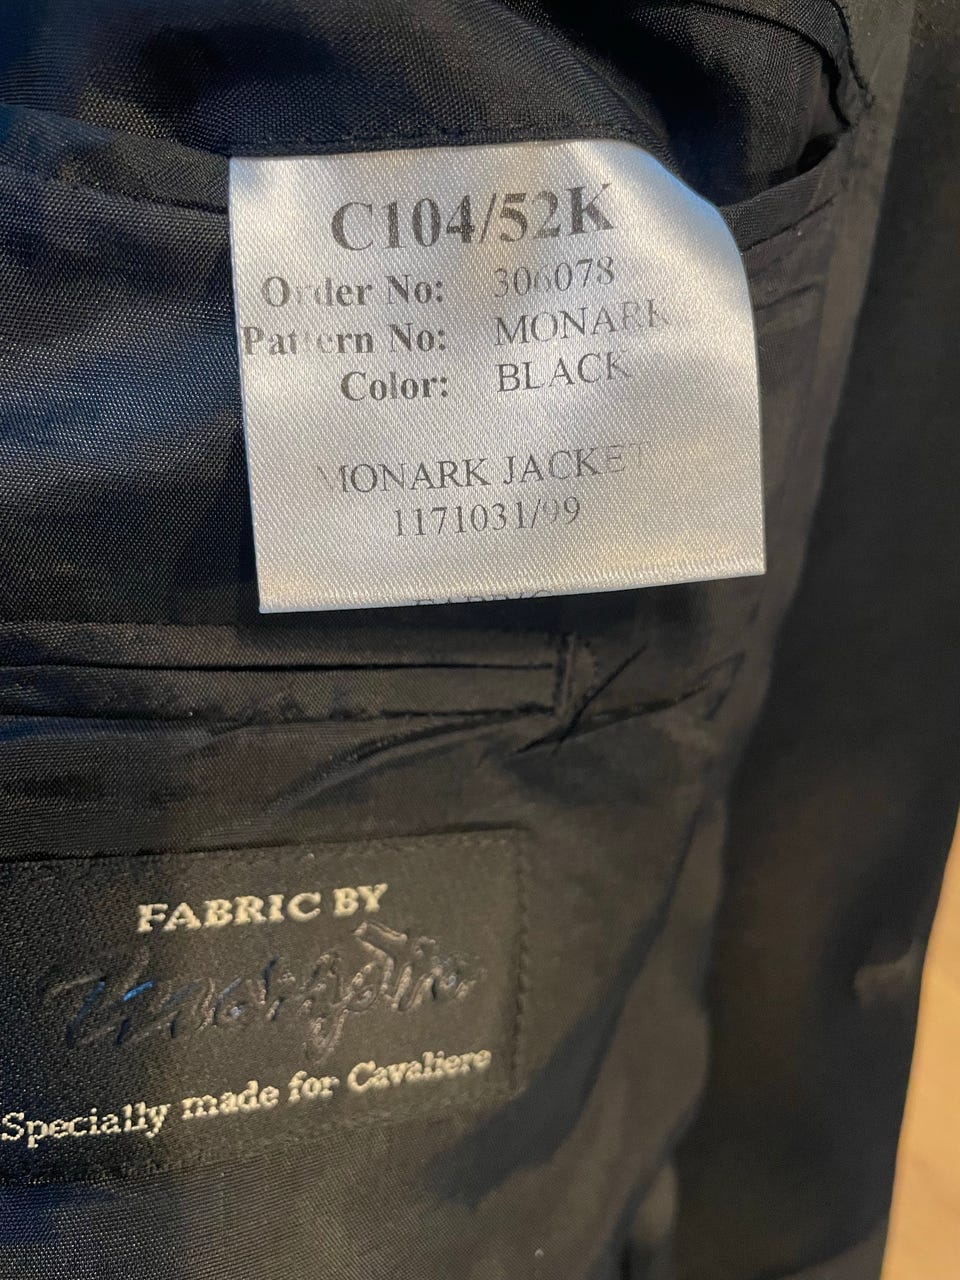 C104/52K
Order No: 306078
Pattern No: MONARK
Color: BLACK
MONARK JACKET
1171031/99
FABRIC BY
Specially made for Cavaliere